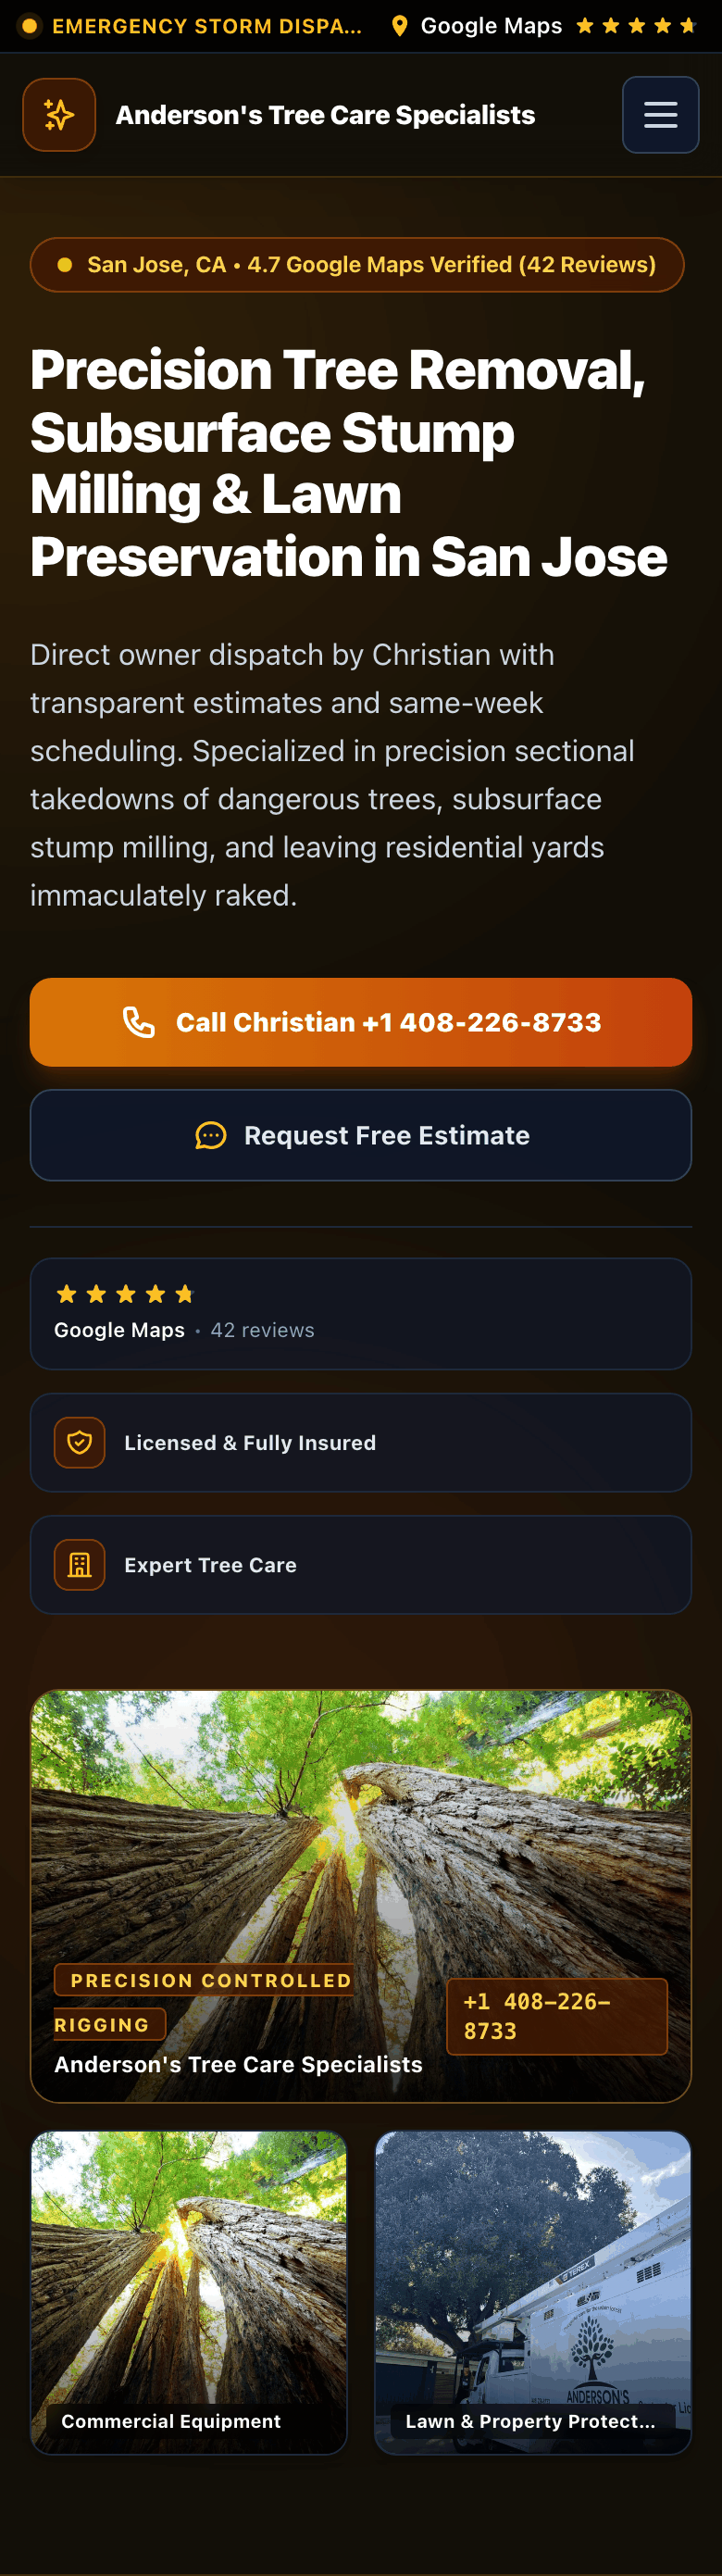 EMERGENCY STORM DISPA...
Google Maps
Anderson's Tree Care Specialists
San Jose, CA • 4.7 Google Maps Verified (42 Reviews)
Precision Tree Removal,
Subsurface Stump
Milling & Lawn
Preservation in San Jose
Direct owner dispatch by Christian with
transparent estimates and same-week
scheduling. Specialized in precision sectional
takedowns of dangerous trees, subsurface
stump milling, and leaving residential yards
immaculately raked.
Call Christian +1 408-226-8733
Request Free Estimate
Google Maps • 42 reviews
Licensed & Fully Insured
Expert Tree Care
PRECISION CONTROLLED
RIGGING
Anderson's Tree Care Specialists
+1 408-226-
8733
TEREX
ANDERSON'S
Commercial Equipment
Lawn & Property Protect...